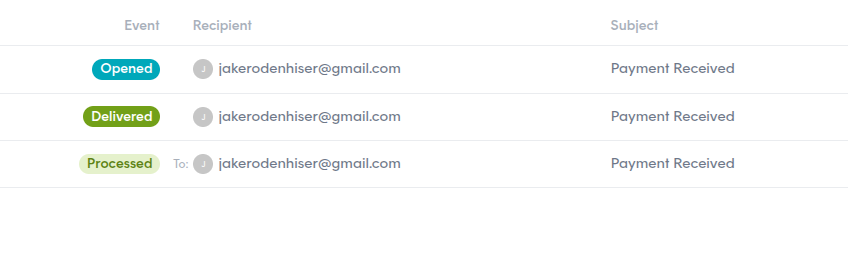 Event Recipient Subject
Opened J jakerodenhiser@gmail.com Payment Received
Delivered J jakerodenhiser@gmail.com Payment Received
Processed To: J jakerodenhiser@gmail.com Payment Received